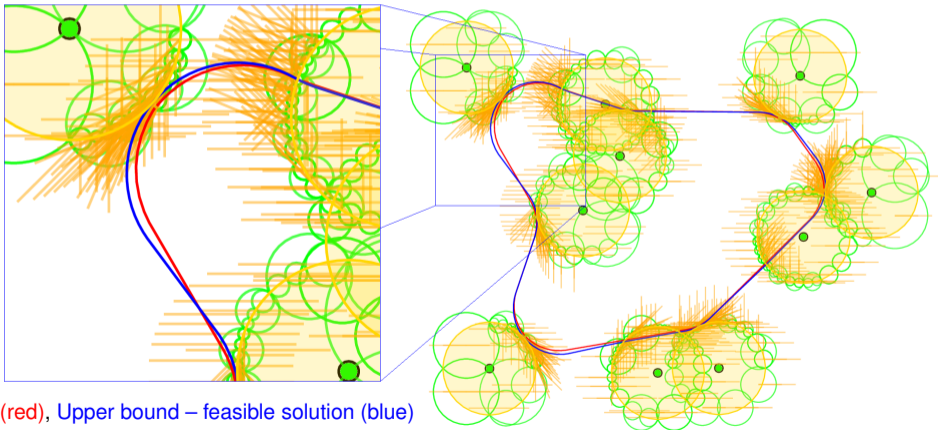 (red), Upper bound – feasible solution (blue)